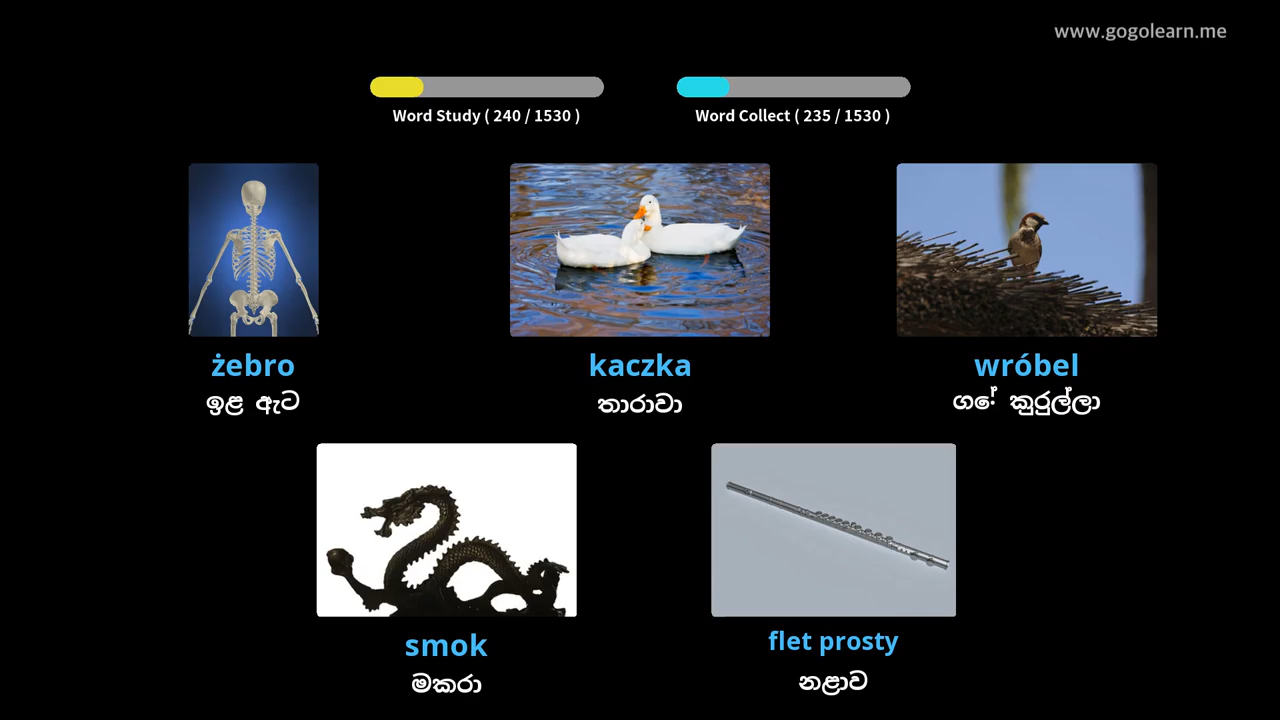 www.gogolearn.me
Word Study ( 240 / 1530 )
Word Collect ( 235 / 1530 )
żebro
kaczka
wróbel
ඉළ ඇට
තාරාවා
ගේ කුරුල්ලා
smok
flet prosty
මකරා
නළාව